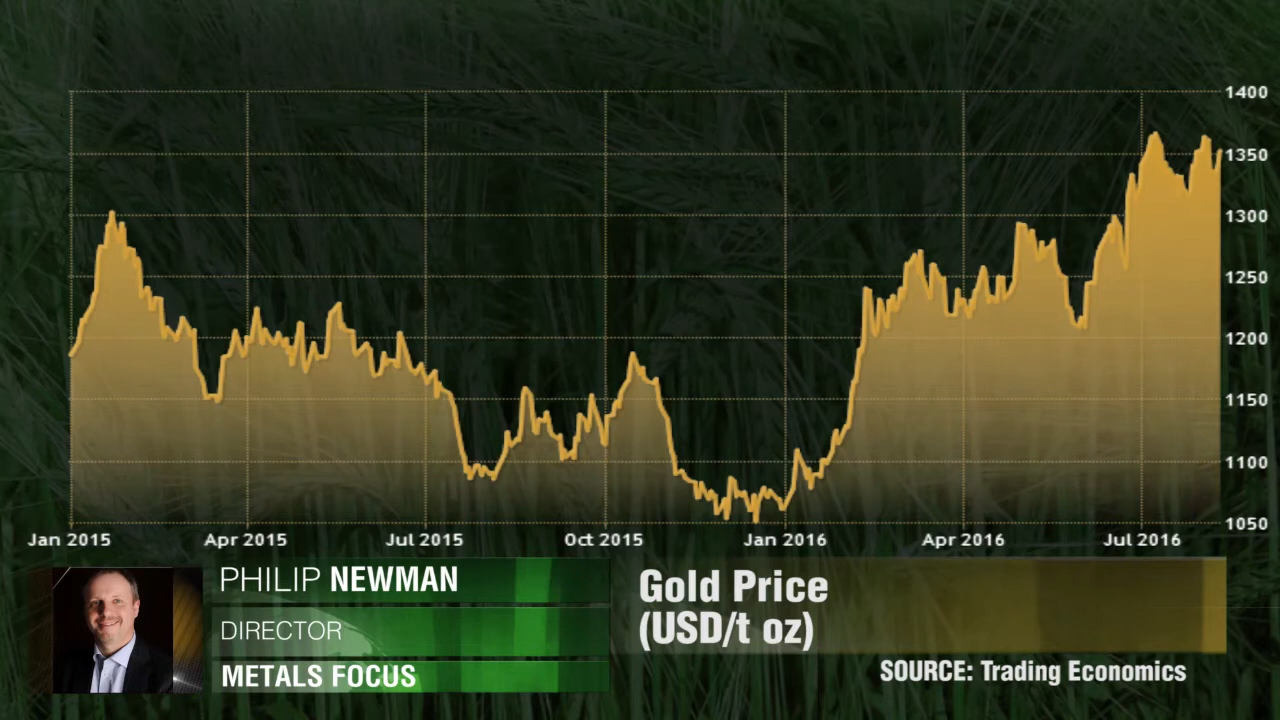 1400
1350
1300
1250
1200
1150
1100
1050
Jan 2015 Apr 2015 Jul 2015 Oct 2015 Jan 2016 Apr 2016 Jul 2016
PHILIP NEWMAN
DIRECTOR
METALS FOCUS
Gold Price
(USD/t oz)
SOURCE: Trading Economics